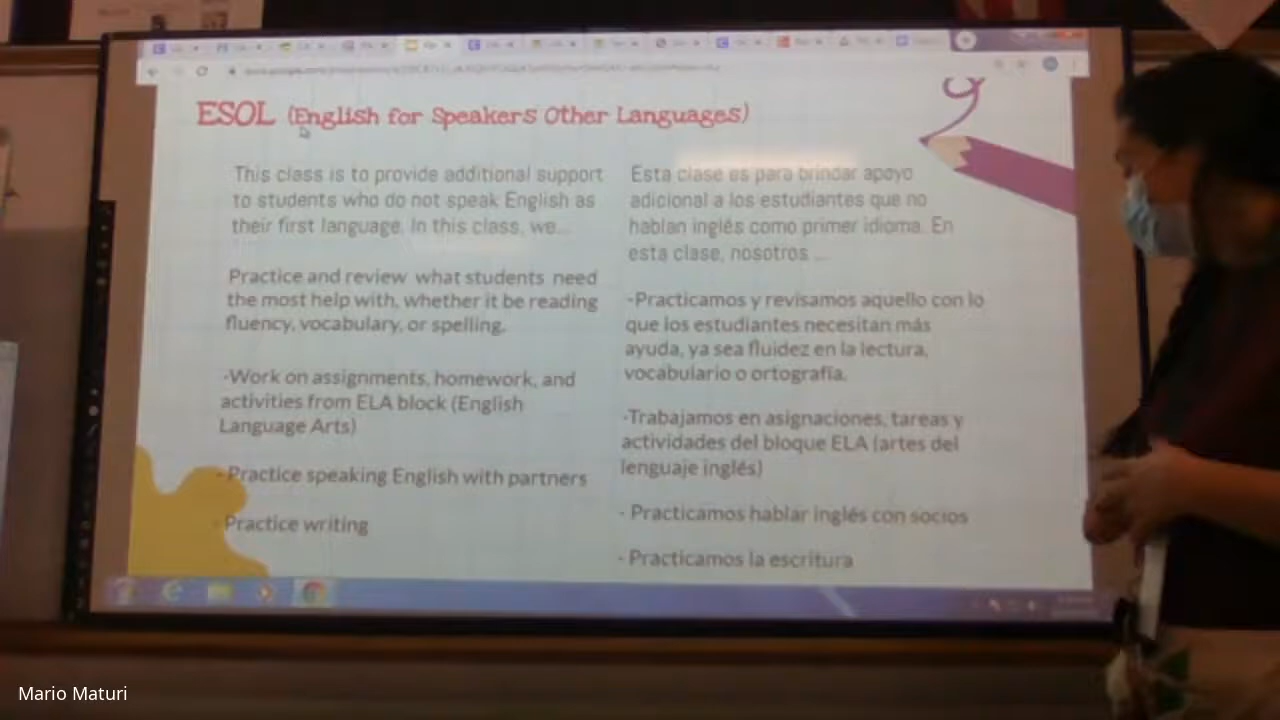 ESOL (English for Speakers Other Languages)
This class is to provide additional support
to students who do not speak English as
their first language. In this class, we...
Practice and review what students need
the most help with, whether it be reading
fluency, vocabulary, or spelling.
-Work on assignments, homework, and
activities from ELA block (English
Language Arts)
- Practice speaking English with partners
- Practice writing
Esta clase es para brindar apoyo
adicional a los estudiantes que no
hablan inglés como primer idioma. En
esta clase, nosotros ...
-Practicamos y revisamos aquello con lo
que los estudiantes necesitan más
ayuda, ya sea fluidez en la lectura,
vocabulario o ortografía.
-Trabajamos en asignaciones, tareas y
actividades del bloque ELA (artes del
lenguaje inglés)
- Practicamos hablar inglés con socios
- Practicamos la escritura
Mario Maturi